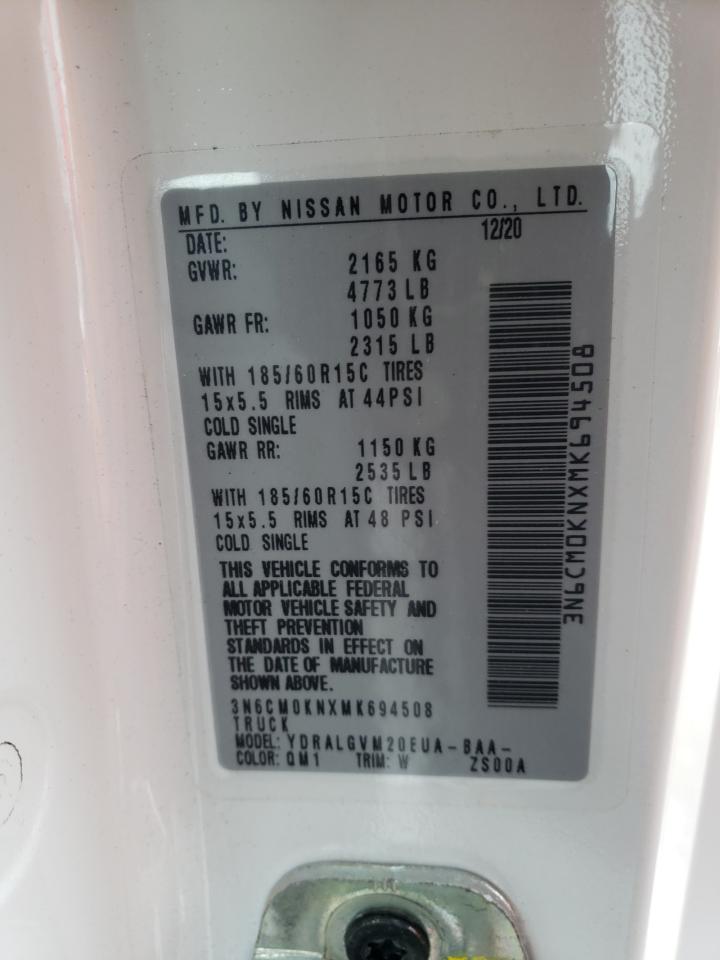 MFD. BY NISSAN MOTOR CO., LTD.
DATE: 12/20
GVWR: 2165 KG
4773 LB
GAWR FR: 1050 KG
2315 LB
WITH 185/60R15C TIRES
15x5.5 RIMS AT 44PSI
COLD SINGLE
GAWR RR: 1150 KG
2535 LB
WITH 185/60R15C TIRES
15x5.5 RIMS AT 48 PSI
COLD SINGLE
THIS VEHICLE CONFORMS TO
ALL APPLICABLE FEDERAL
MOTOR VEHICLE SAFETY AND
THEFT PREVENTION
STANDARDS IN EFFECT ON
THE DATE OF MANUFACTURE
SHOWN ABOVE.
3N6CM0KNXMK694508
TRUCK
MODEL: YDRALGVM20EUA-BAA-
COLOR: QM1 TRIM: W ZS00A
3N6CM0KNXMK694508